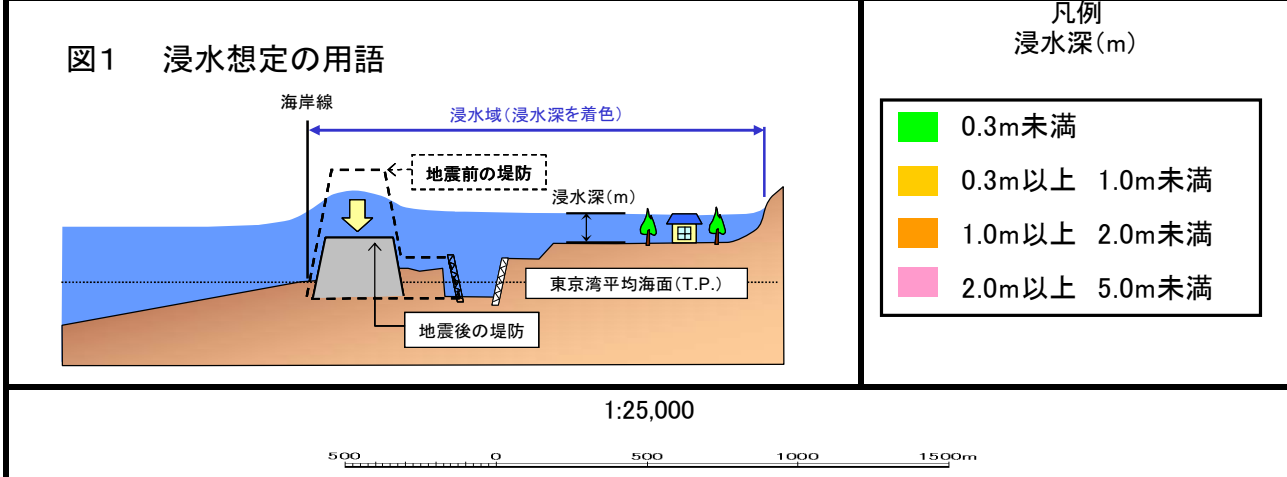 図1 浸水想定の用語
海岸線
浸水域(浸水深を着色)
地震前の堤防
浸水深(m)
東京湾平均海面(T.P.)
地震後の堤防
凡例
浸水深(m)
0.3m未満
0.3m以上 1.0m未満
1.0m以上 2.0m未満
2.0m以上 5.0m未満
1:25,000
500 0 500 1000 1500m